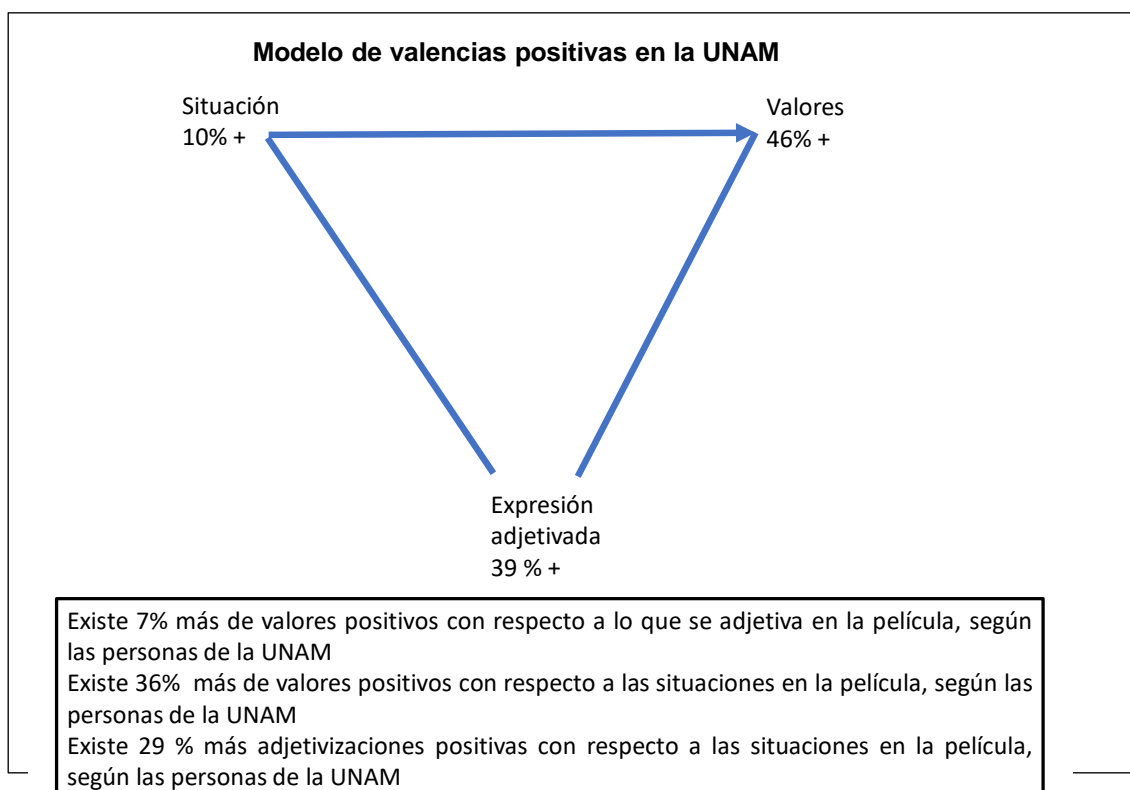 Modelo de valencias positivas en la UNAM
Situación
10% +
Valores
46% +
Expresión
adjetivada
39 % +
Existe 7% más de valores positivos con respecto a lo que se adjetiva en la película, según
las personas de la UNAM
Existe 36% más de valores positivos con respecto a las situaciones en la película, según las
personas de la UNAM
Existe 29 % más adjetivizaciones positivas con respecto a las situaciones en la película,
según las personas de la UNAM